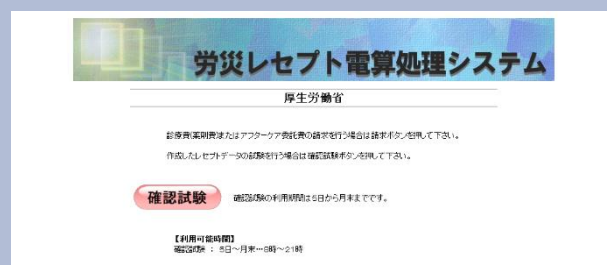 労災レセプト電算処理システム
厚生労働省
診療費(薬剤費)またはアフターケア委託費の請求を行う場合は請求ボタンを押して下さい。
作成したレセプトデータの試験を行う場合は確認試験ボタンを押して下さい。
確認試験
確認試験の利用期間は5日から月末までです。
【利用可能時間】
確認試験 : 5日～月末…8時～21時